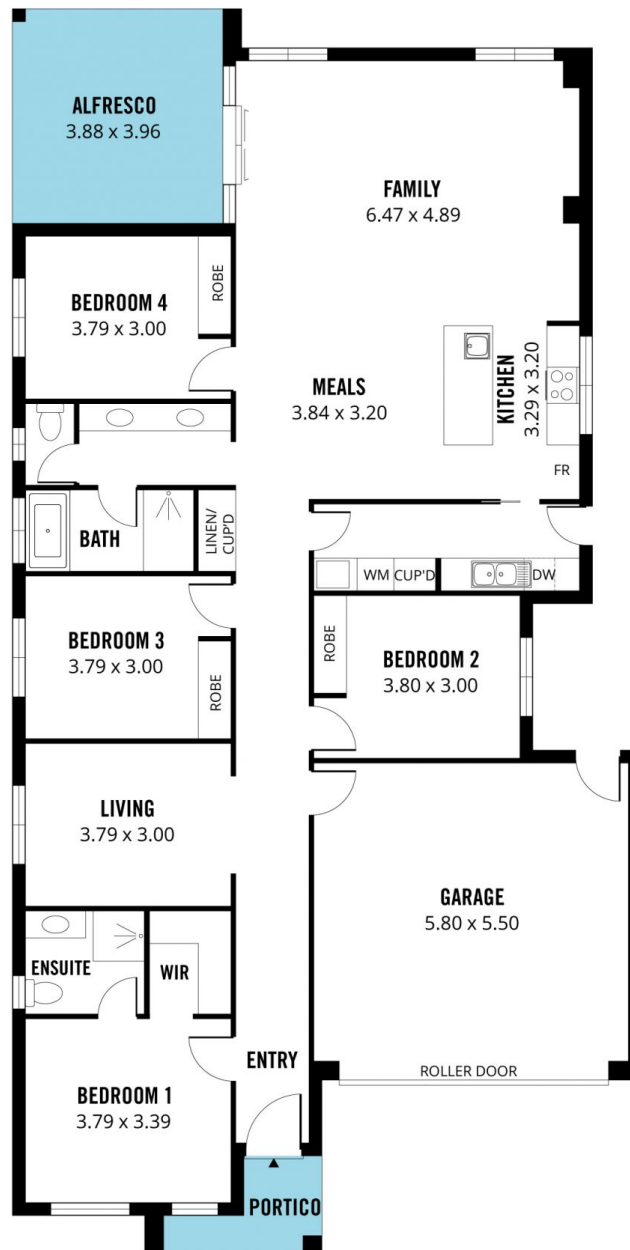 ALFRESCO
3.88 x 3.96
FAMILY
6.47 x 4.89
BEDROOM 4
3.79 x 3.00
ROBE
MEALS
3.84 x 3.20
KITCHEN
3.29 x 3.20
FR
BATH
LINEN/
CUP'D
WM
CUP'D
DW
BEDROOM 3
3.79 x 3.00
ROBE
ROBE
BEDROOM 2
3.80 x 3.00
LIVING
3.79 x 3.00
GARAGE
5.80 x 5.50
ENSUITE
WIR
ENTRY
ROLLER DOOR
BEDROOM 1
3.79 x 3.39
PORTICO